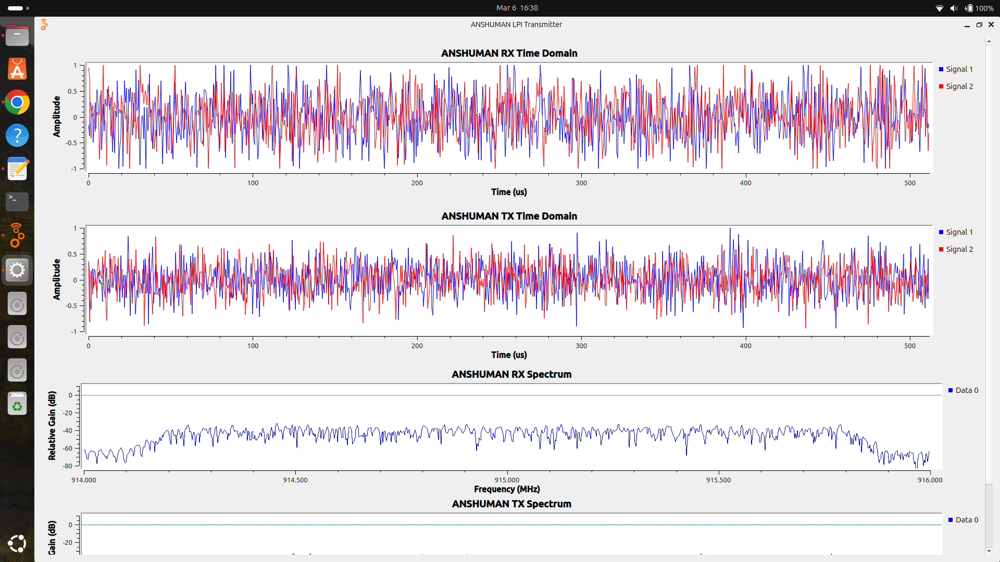 Mar 6 16:38
100%
ANSHUMAN LPI Transmitter
ANSHUMAN RX Time Domain
Amplitude
1
0.5
0
-0.5
-1
0 100 200 300 400 500
Time (us)
Signal 1
Signal 2
ANSHUMAN TX Time Domain
Amplitude
1
0.5
0
-0.5
-1
0 100 200 300 400 500
Time (us)
Signal 1
Signal 2
ANSHUMAN RX Spectrum
Relative Gain (dB)
0
-20
-40
-60
-80
914.000 914.500 915.000 915.500 916.000
Frequency (MHz)
Data 0
ANSHUMAN TX Spectrum
Gain (dB)
0
-20
Data 0